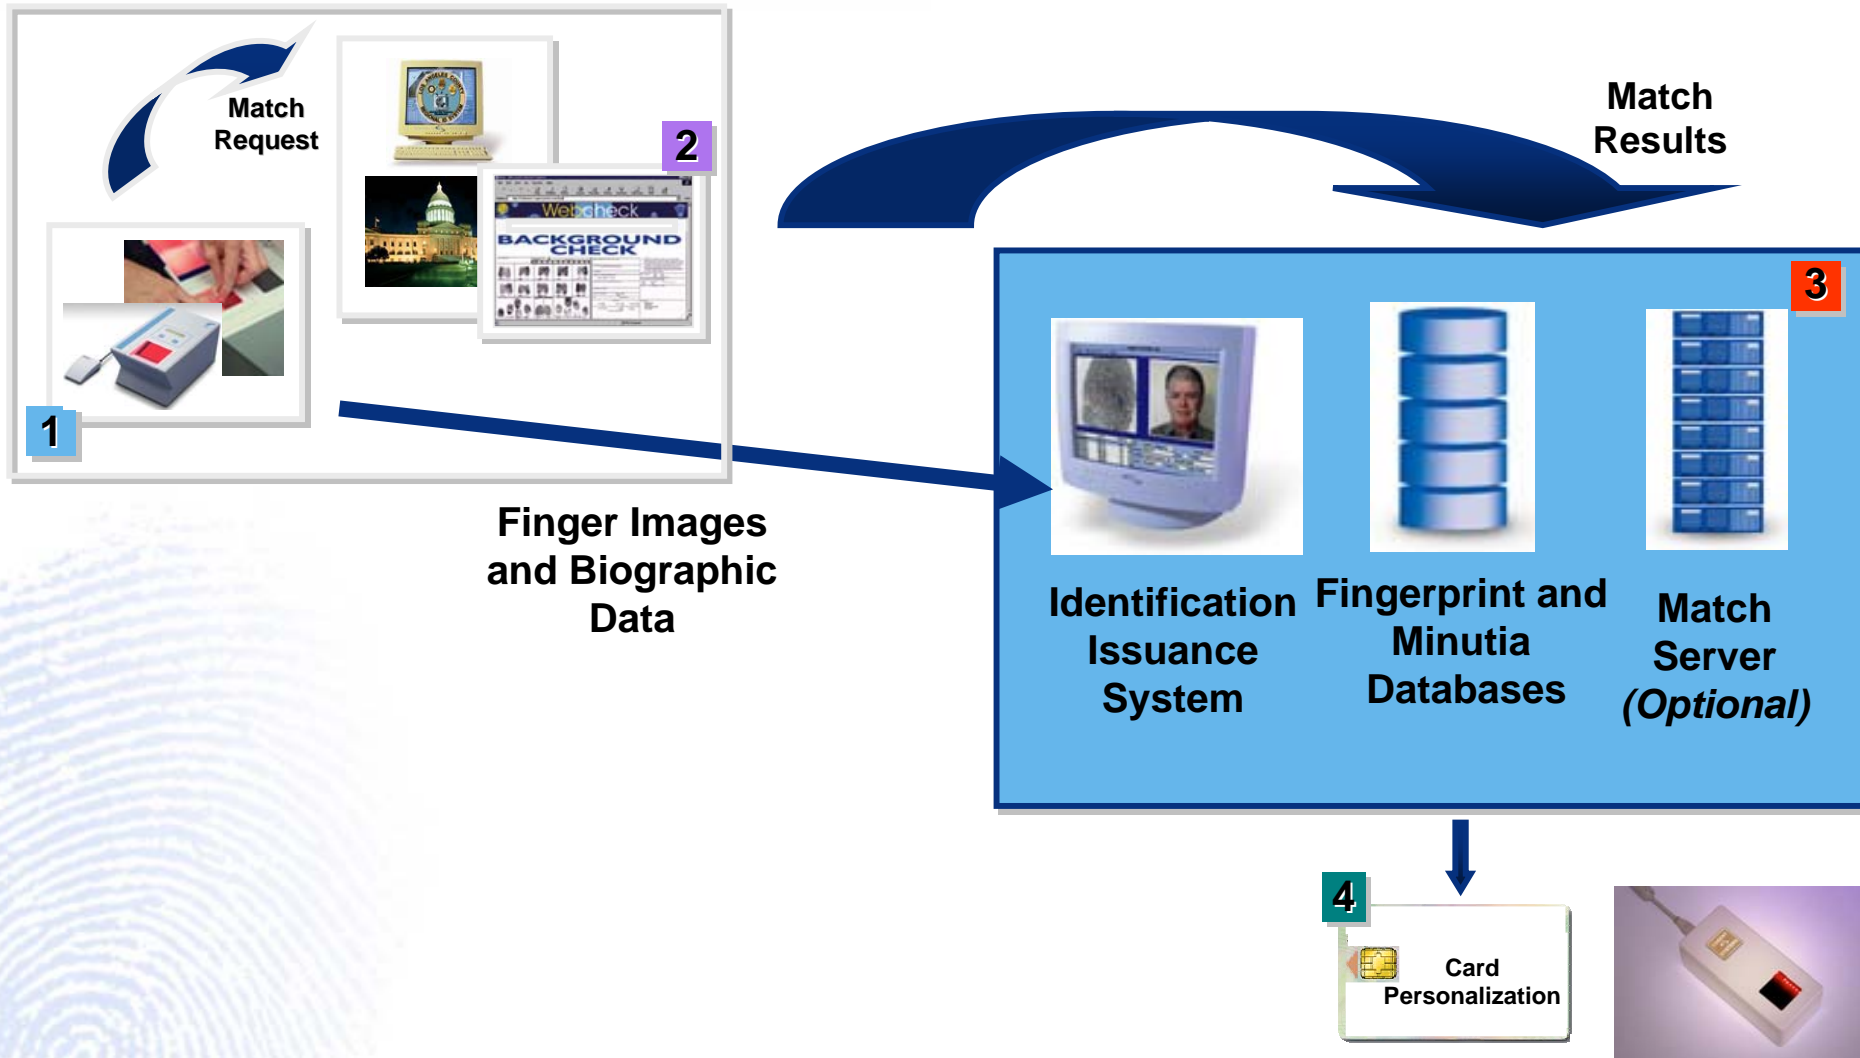 Match
Request
2
Webcheck
BACKGROUND
CHECK
1
Match
Results
Finger Images
and Biographic
Data
3
Identification
Issuance
System
Fingerprint and
Minutia
Databases
Match
Server
(Optional)
4
Card
Personalization